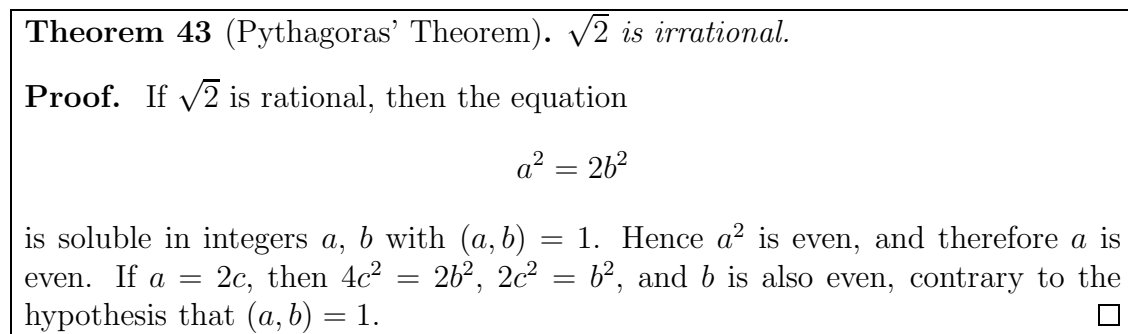 Theorem 43 (Pythagoras’ Theorem). √2 is irrational.
Proof. If √2 is rational, then the equation
a² = 2b²
is soluble in integers a, b with (a, b) = 1. Hence a² is even, and therefore a is
even. If a = 2c, then 4c² = 2b², 2c² = b², and b is also even, contrary to the
hypothesis that (a, b) = 1. □